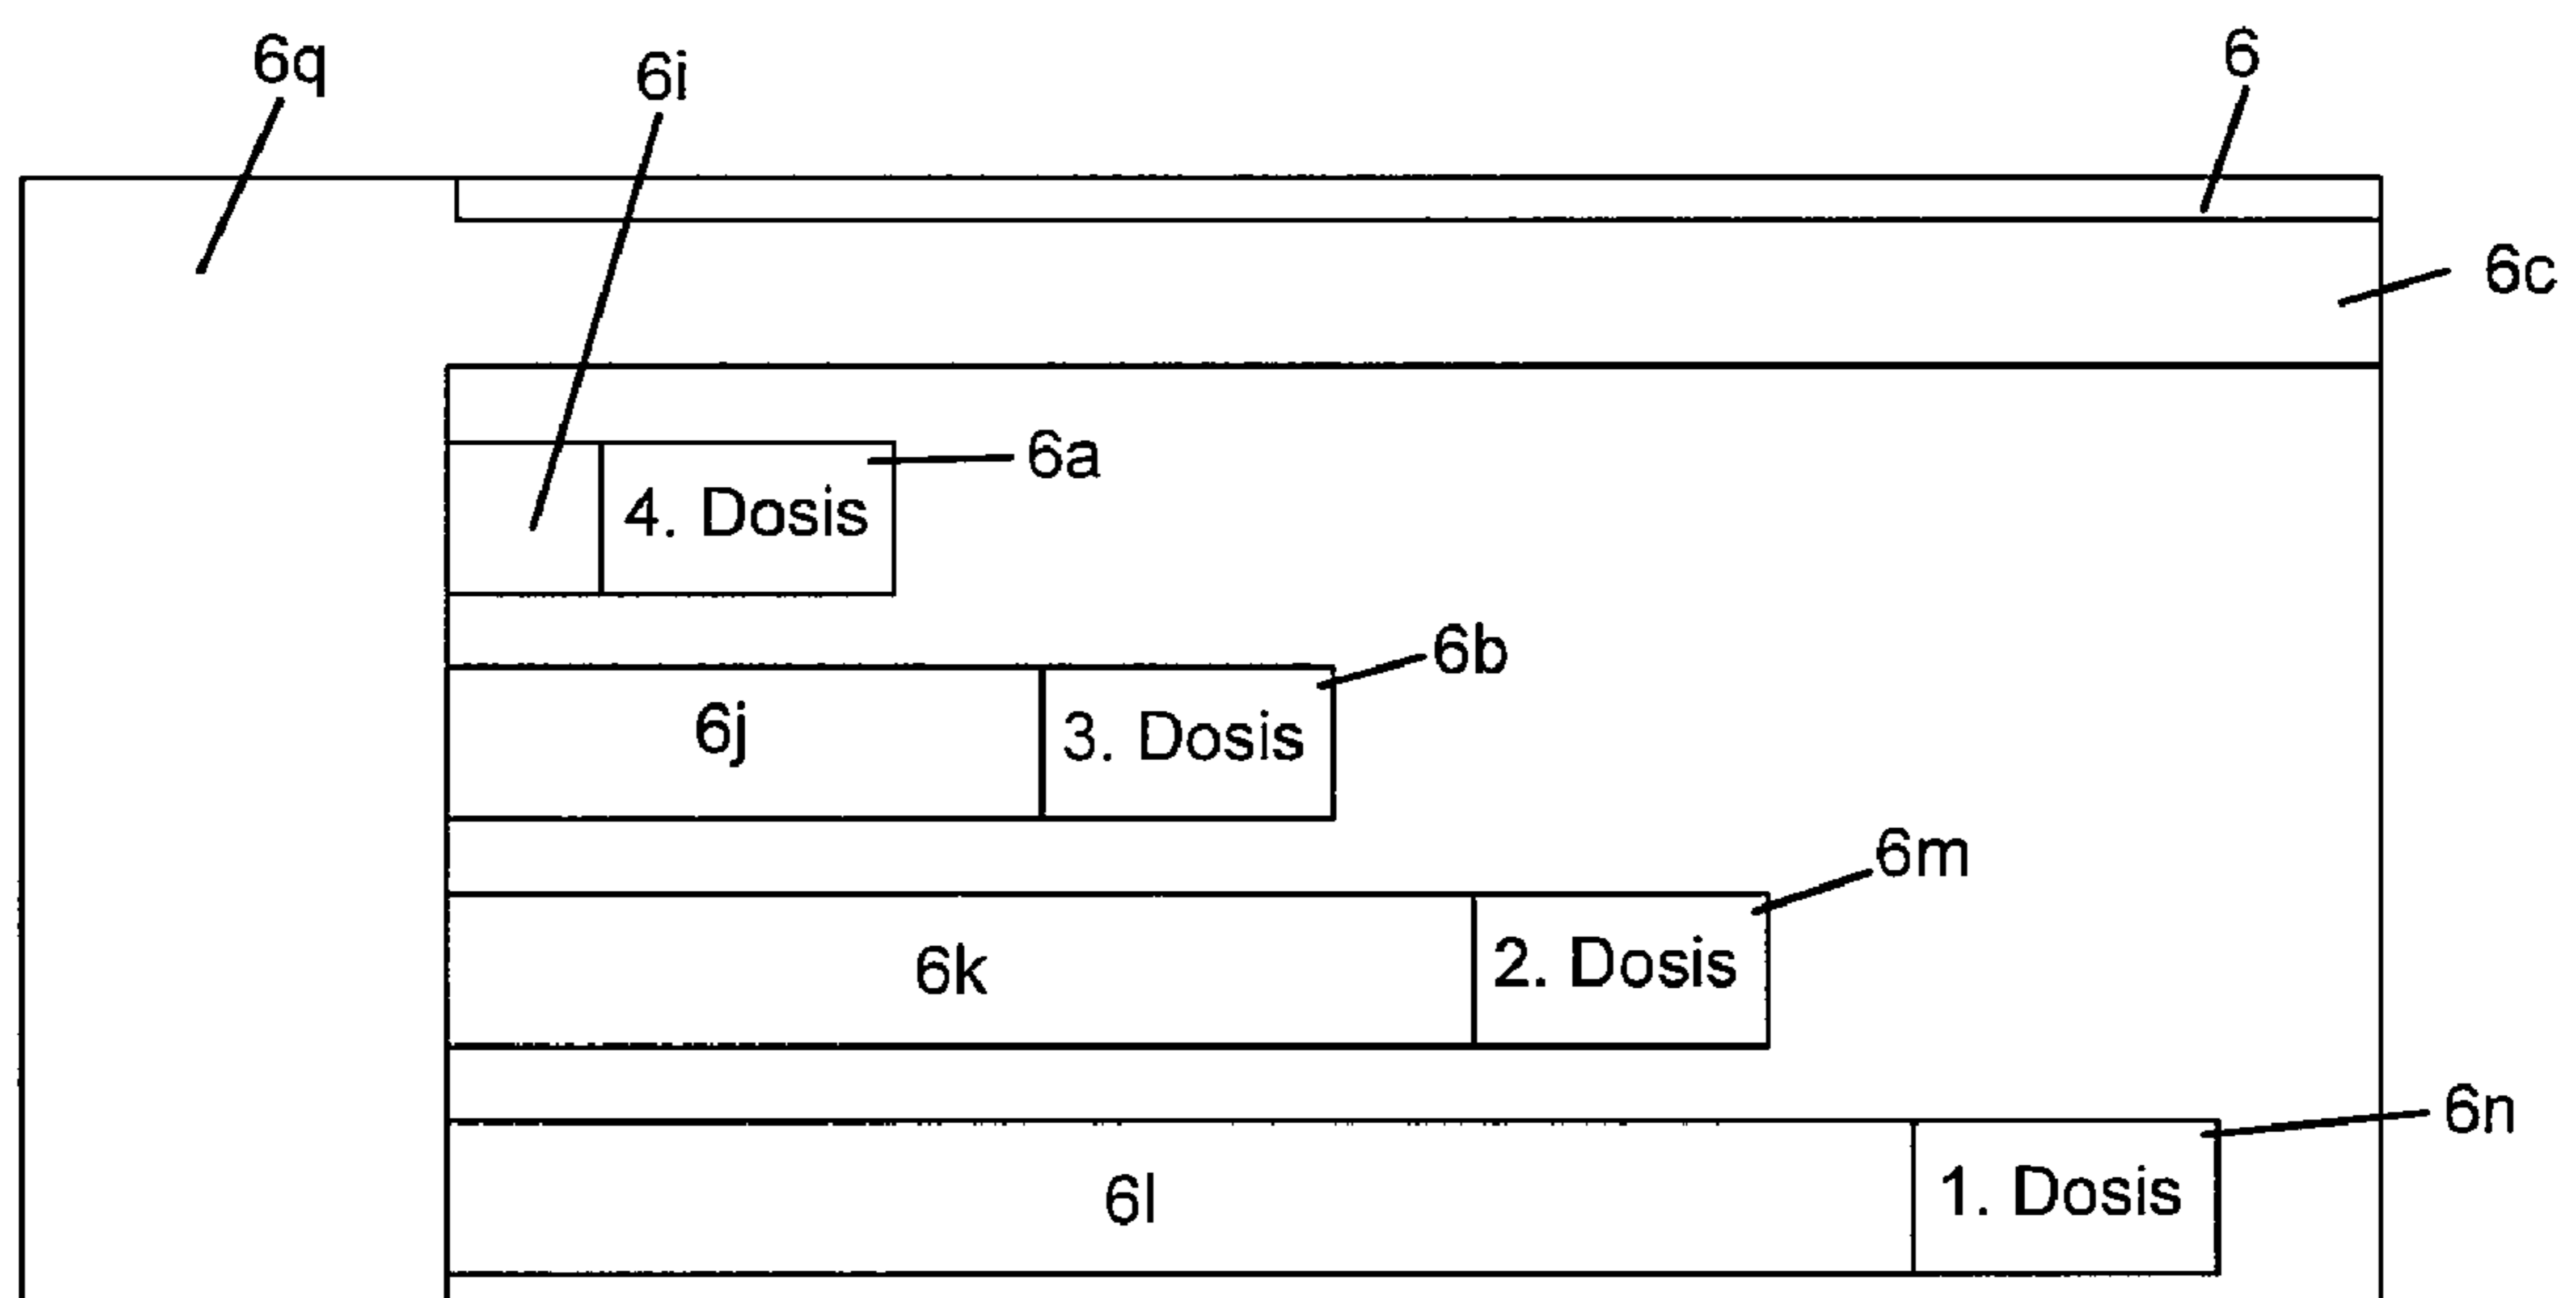 6q
6i
6
6c
6a
4. Dosis
6b
6j
3. Dosis
6m
6k
2. Dosis
6n
6l
1. Dosis